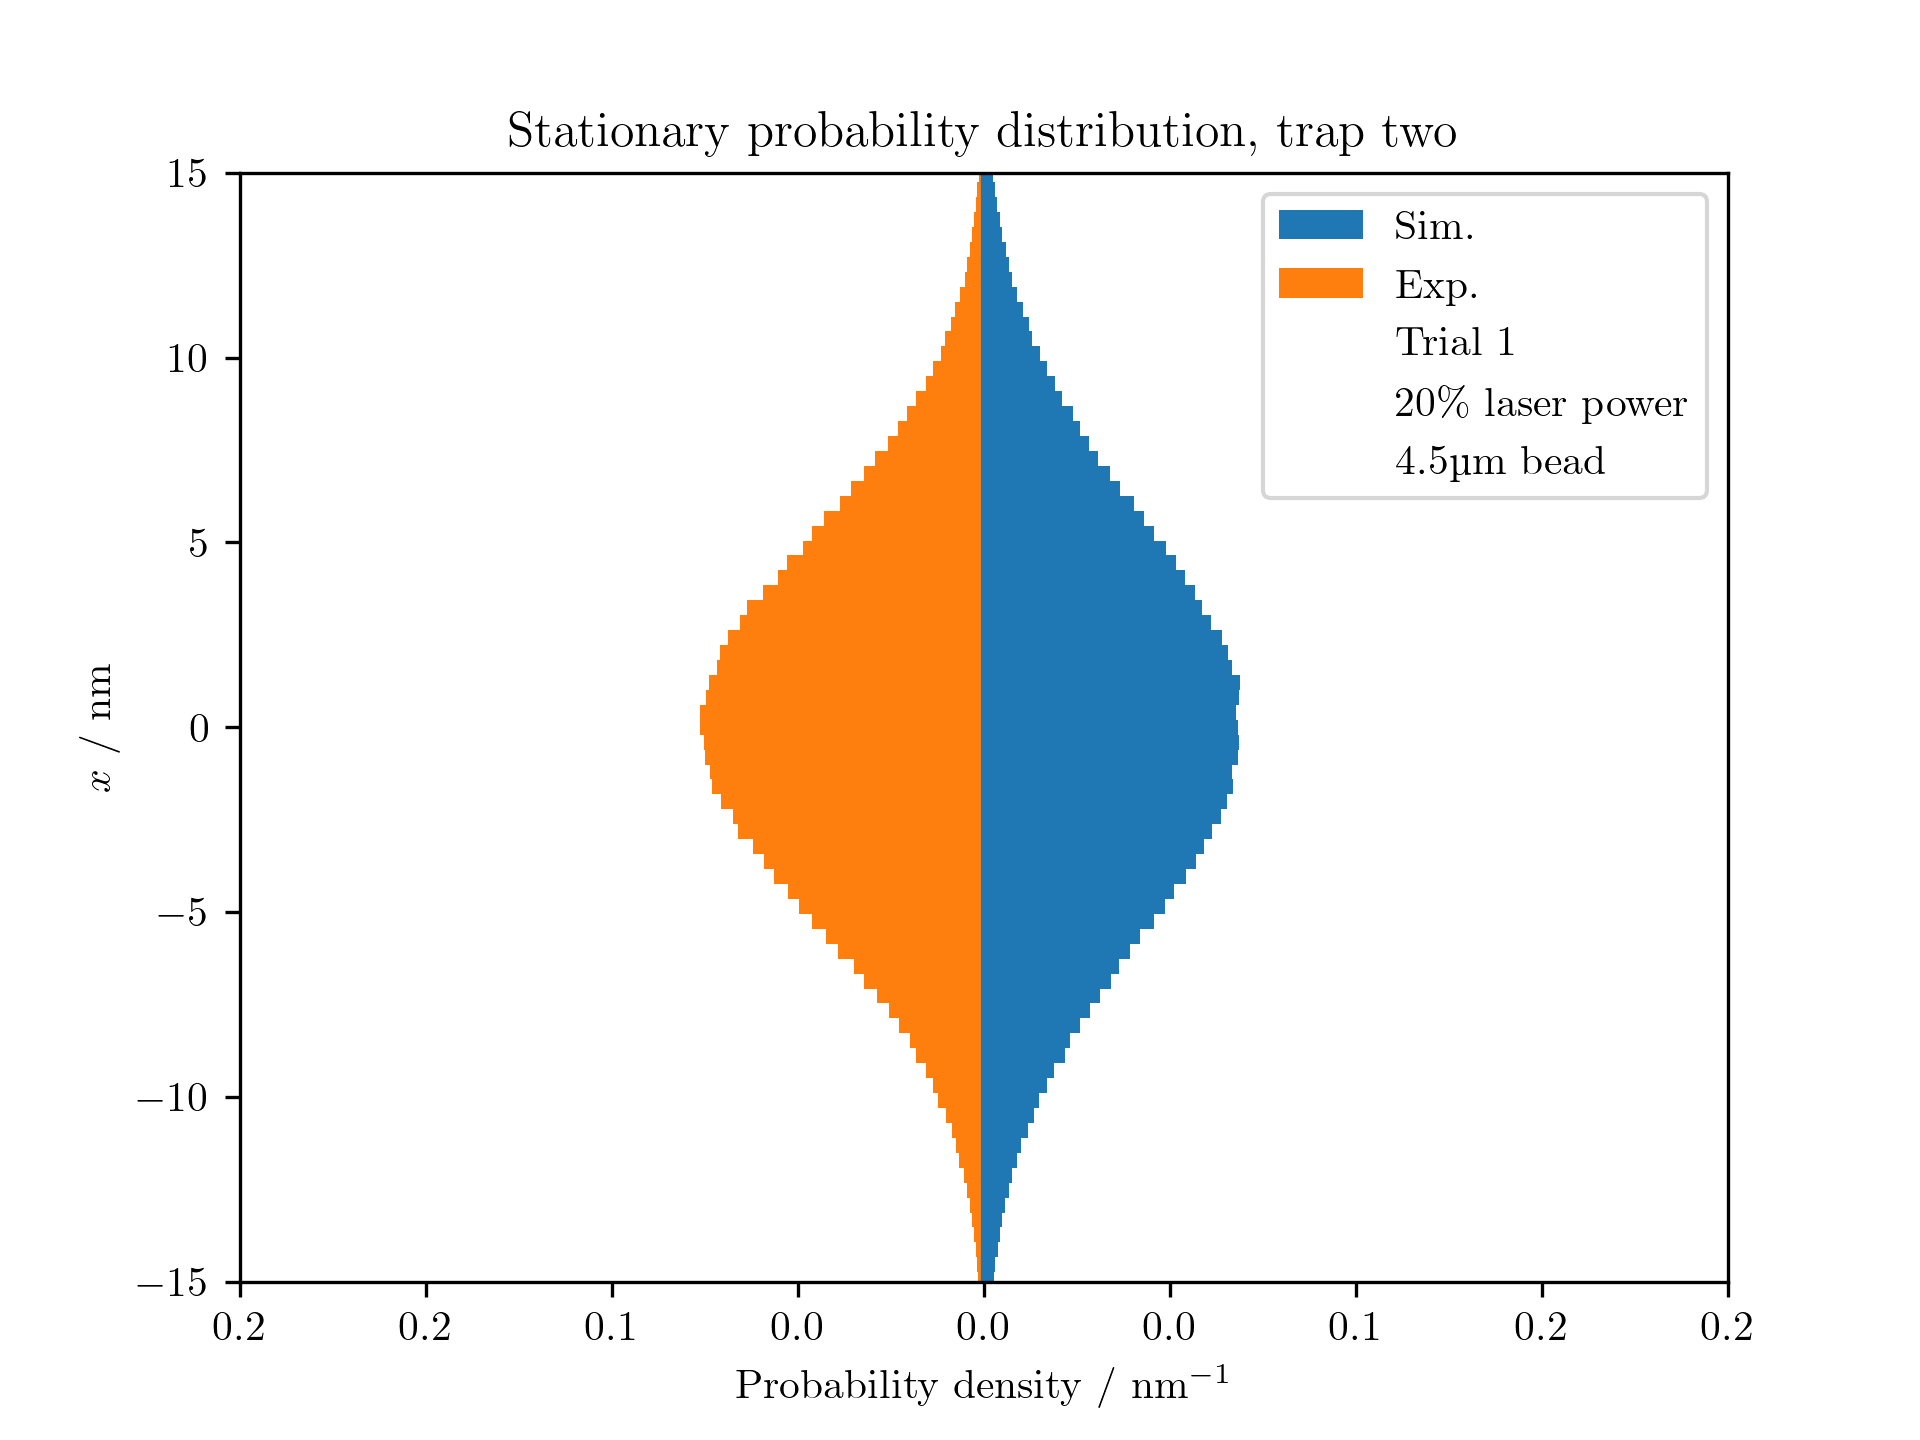 Stationary probability distribution, trap two
15
10
5
0
−5
−10
−15
x / nm
Sim.
Exp.
Trial 1
20% laser power
4.5µm bead
0.2 0.2 0.1 0.0 0.0 0.0 0.1 0.2 0.2
Probability density / nm⁻¹